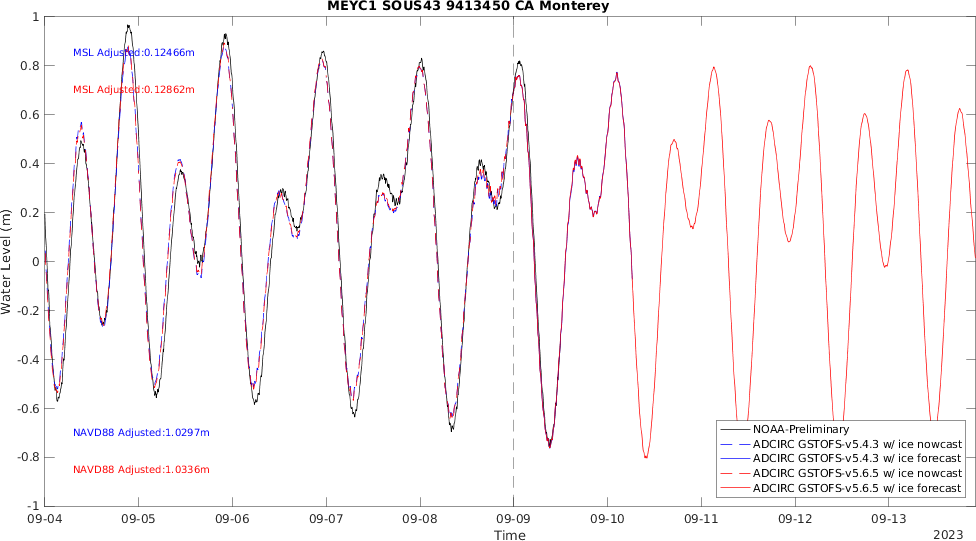 MEYC1 SOUS43 9413450 CA Monterey
1
0.8
0.6
0.4
0.2
0
-0.2
-0.4
-0.6
-0.8
-1
Water Level (m)
MSL Adjusted:0.12466m
MSL Adjusted:0.12862m
NAVD88 Adjusted:1.0297m
NAVD88 Adjusted:1.0336m
NOAA-Preliminary
ADCIRC GSTOFS-v5.4.3 w/ ice nowcast
ADCIRC GSTOFS-v5.4.3 w/ ice forecast
ADCIRC GSTOFS-v5.6.5 w/ ice nowcast
ADCIRC GSTOFS-v5.6.5 w/ ice forecast
09-04 09-05 09-06 09-07 09-08 09-09 09-10 09-11 09-12 09-13
Time
2023